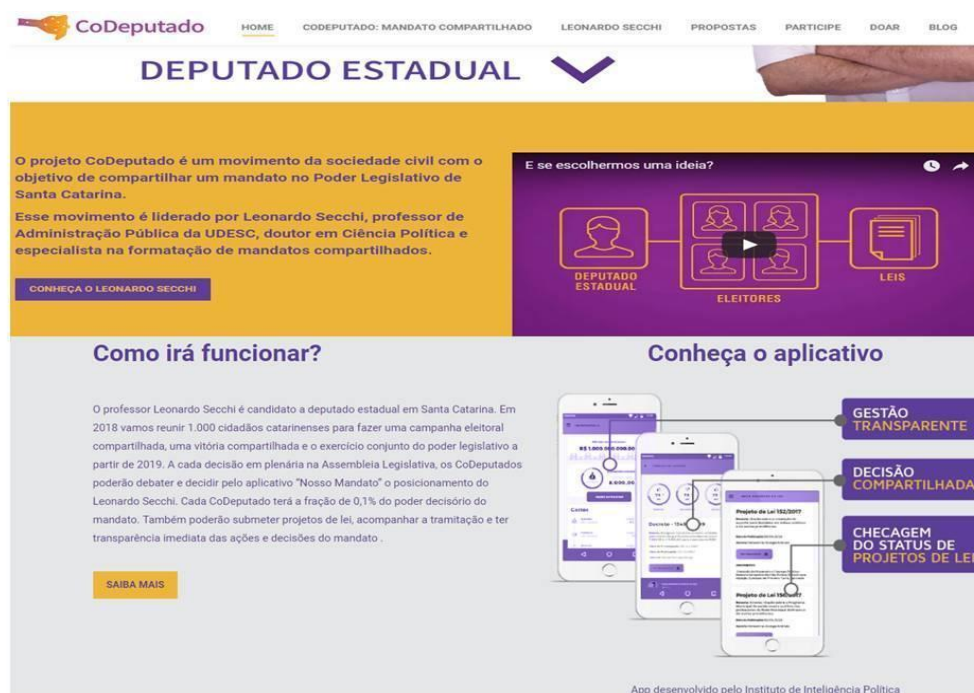 CoDeputado
HOME
CODEPUTADO: MANDATO COMPARTILHADO
LEONARDO SECCHI
PROPOSTAS
PARTICIPE
DOAR
BLOG
DEPUTADO ESTADUAL
O projeto CoDeputado é um movimento da sociedade civil com o
objetivo de compartilhar um mandato no Poder Legislativo de
Santa Catarina.
Esse movimento é liderado por Leonardo Secchi, professor de
Administração Pública da UDESC, doutor em Ciência Política e
especialista na formatação de mandatos compartilhados.
CONHEÇA O LEONARDO SECCHI
E se escolhermos uma ideia?
DEPUTADO
ESTADUAL
ELEITORES
LEIS
Como irá funcionar?
O professor Leonardo Secchi é candidato a deputado estadual em Santa Catarina. Em
2018 vamos reunir 1.000 cidadãos catarinenses para fazer uma campanha eleitoral
compartilhada, uma vitória compartilhada e o exercício conjunto do poder legislativo a
partir de 2019. A cada decisão em plenária na Assembleia Legislativa, os CoDeputados
poderão debater e decidir pelo aplicativo “Nosso Mandato” o posicionamento do
Leonardo Secchi. Cada CoDeputado terá a fração de 0,1% do poder decisório do
mandato. Também poderão submeter projetos de lei, acompanhar a tramitação e ter
transparência imediata das ações e decisões do mandato .
SAIBA MAIS
Conheça o aplicativo
GESTÃO
TRANSPARENTE
DECISÃO
COMPARTILHADA
CHECAGEM
DO STATUS DE
PROJETOS DE LEI
Gastos
Projeto de Lei 152/2017
App desenvolvido pelo Instituto de Inteligência Política